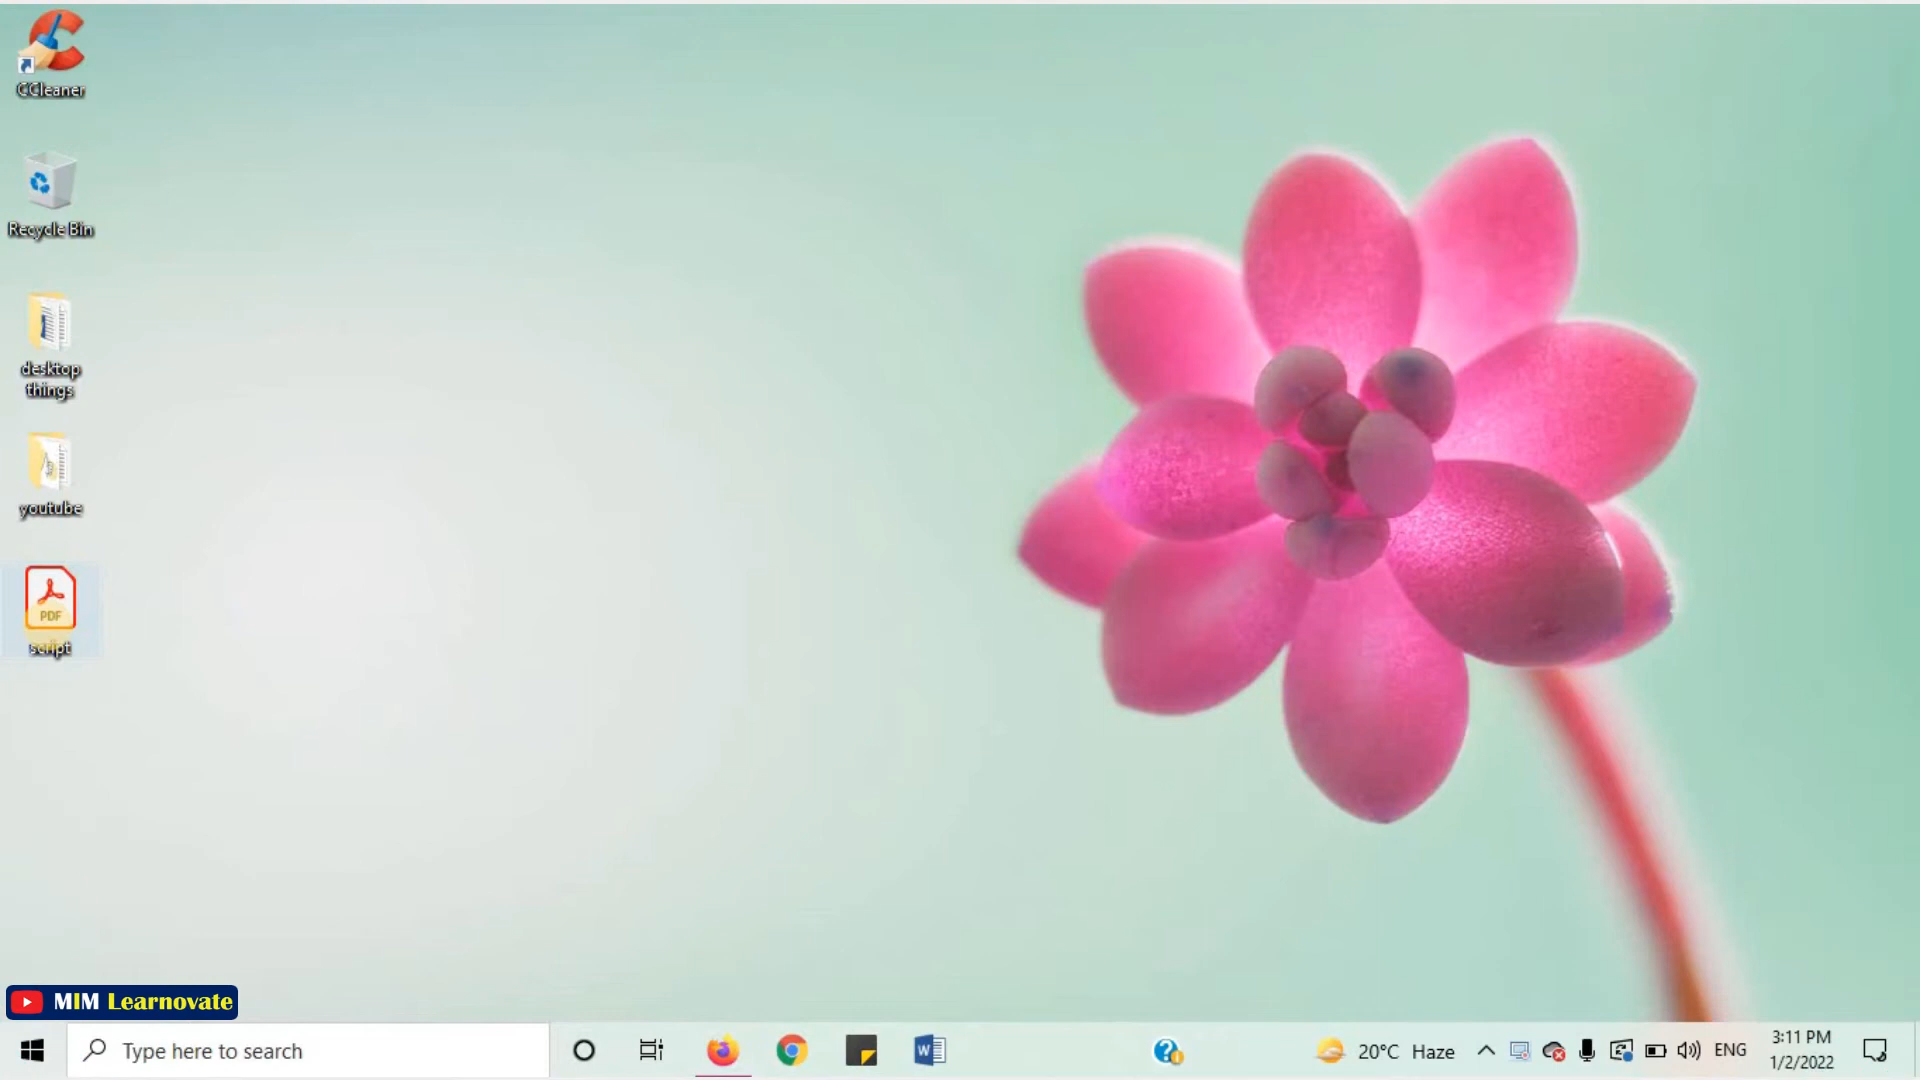 CCleaner
Recycle Bin
desktop
things
youtube
PDF
script
MIM Learnovate
Type here to search
W
20°C Haze
ENG
3:11 PM
1/2/2022